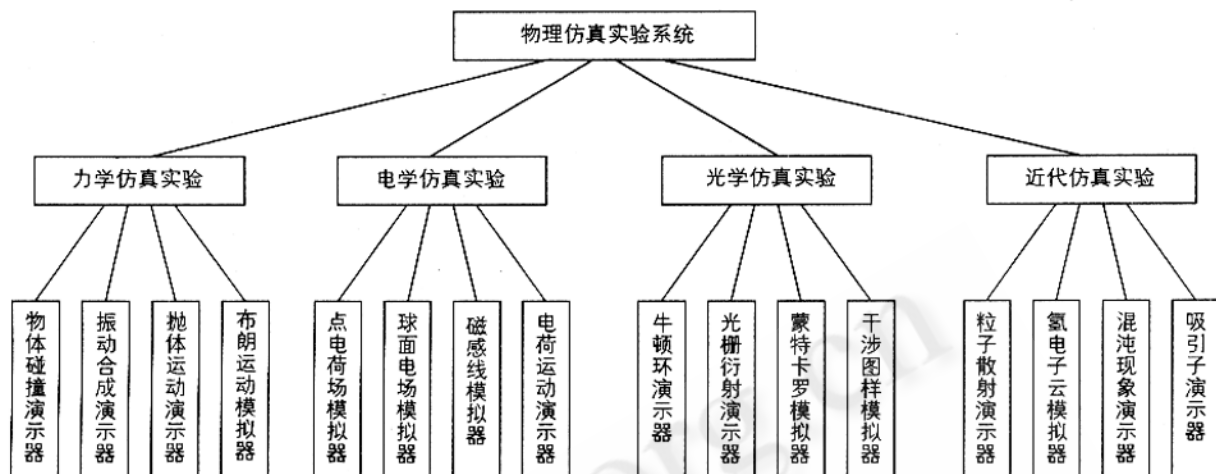 物理仿真实验系统
力学仿真实验
电学仿真实验
光学仿真实验
近代仿真实验
物体碰撞演示器
振动合成演示器
抛体运动演示器
布朗运动模拟器
点电荷场模拟器
球面电场模拟器
磁感线模拟器
电荷运动演示器
牛顿环演示器
光栅衍射演示器
蒙特卡罗模拟器
干涉图样模拟器
粒子散射演示器
氢电子云模拟器
混沌现象演示器
吸引子演示器
org.cn